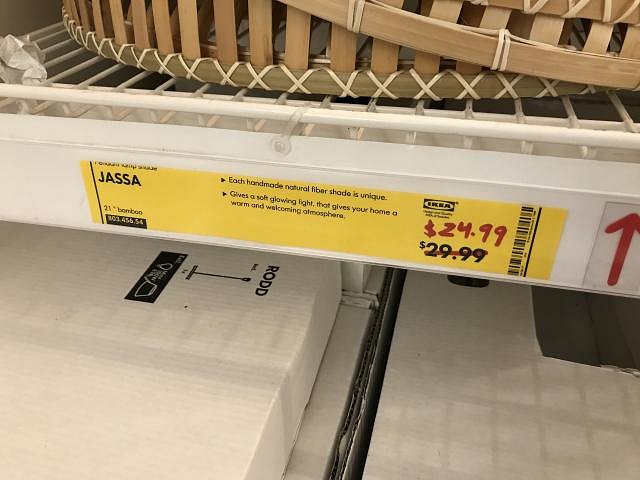 JASSA
21 " bamboo
803.456.54
▸ Each handmade natural fiber shade is unique.
▸ Gives a soft glowing light, that gives your home a
warm and welcoming atmosphere.
IKEA
$24.99
$29.99
RODD